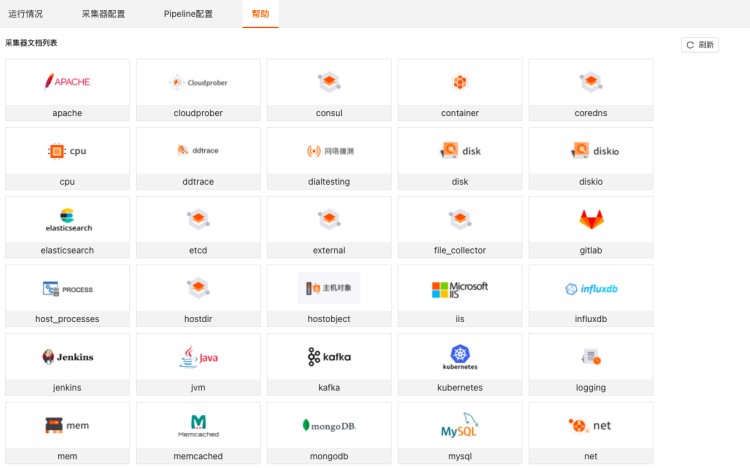 运行情况 采集器配置 Pipeline配置 帮助
采集器文档列表 刷新
APACHE Cloudprober
apache cloudprober consul container coredns
cpu ddtrace 网络拨测 disk diskio
cpu ddtrace dialtesting disk diskio
elasticsearch
elasticsearch etcd external file_collector gitlab
PROCESS 主机对象 Microsoft IIS influxdb
host_processes hostdir hostobject iis influxdb
Jenkins Java kafka kubernetes
jenkins jvm kafka kubernetes logging
mem Memcached mongoDB. MySQL net
mem memcached mongodb mysql net